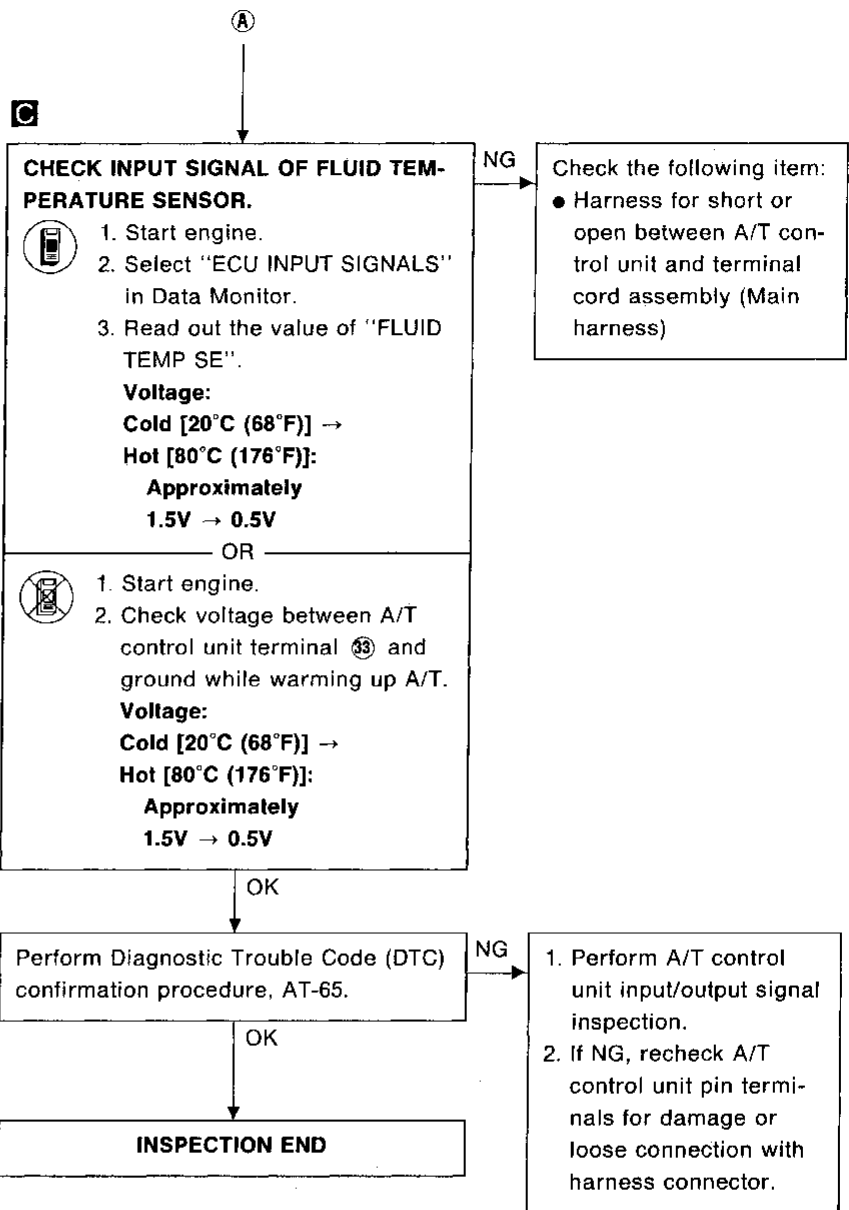 Ⓐ
C
CHECK INPUT SIGNAL OF FLUID TEM-
PERATURE SENSOR.
1. Start engine.
2. Select "ECU INPUT SIGNALS"
in Data Monitor.
3. Read out the value of "FLUID
TEMP SE".
Voltage:
Cold [20°C (68°F)] →
Hot [80°C (176°F)]:
Approximately
1.5V → 0.5V
NG
Check the following item:
● Harness for short or
open between A/T con-
trol unit and terminal
cord assembly (Main
harness)
OR
1. Start engine.
2. Check voltage between A/T
control unit terminal ㉝ and
ground while warming up A/T.
Voltage:
Cold [20°C (68°F)] →
Hot [80°C (176°F)]:
Approximately
1.5V → 0.5V
OK
Perform Diagnostic Trouble Code (DTC)
confirmation procedure, AT-65.
NG
1. Perform A/T control
unit input/output signal
inspection.
2. If NG, recheck A/T
control unit pin termi-
nals for damage or
loose connection with
harness connector.
OK
INSPECTION END